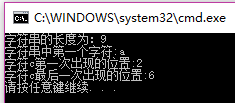 C:\WINDOWS\system32\cmd.exe
字符串的长度为：9
字符串中第一个字符:a
字符c第一次出现的位置:2
字符c最后一次出现的位置:6
请按任意键继续. . .